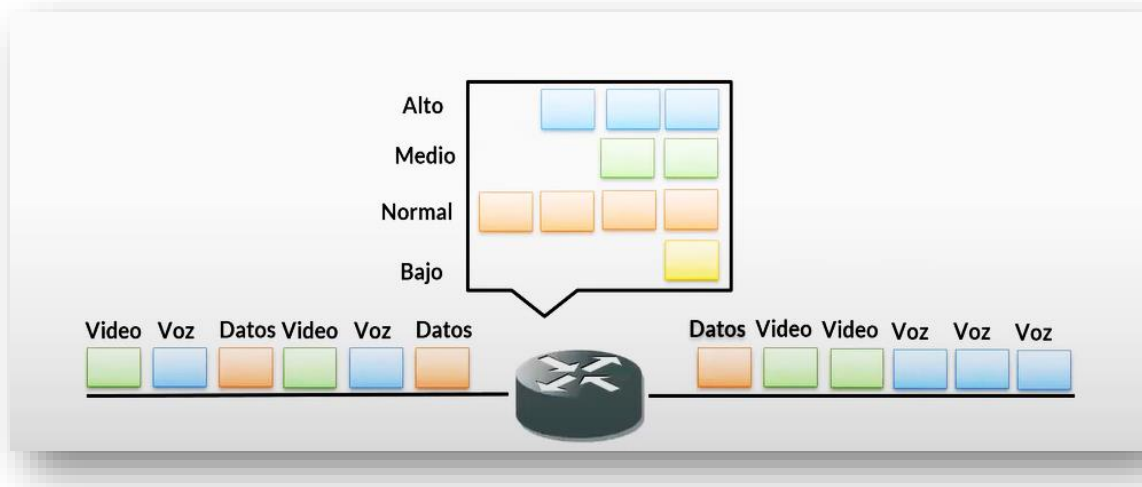 Alto
Medio
Normal
Bajo
Video Voz Datos Video Voz Datos
Datos Video Video Voz Voz Voz